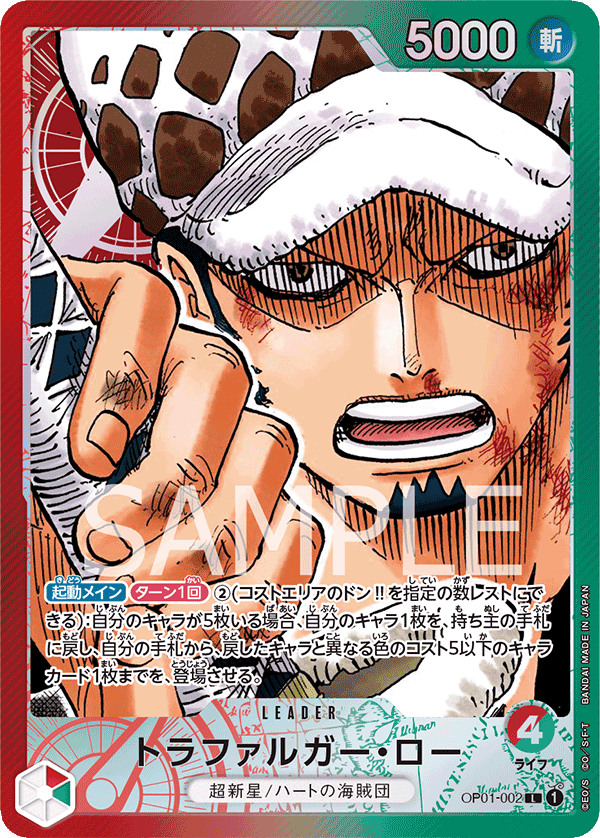 5000
斬
SAMPLE
起動メイン ターン1回 ②(コストエリアのドン!!を指定の数レストにで
きる):自分のキャラが5枚いる場合、自分のキャラ1枚を、持ち主の手札
に戻し、自分の手札から、戻したキャラと異なる色のコスト5以下のキャラ
カード1枚までを、登場させる。
LEADER
トラファルガー・ロー
4
ライフ
超新星/ハートの海賊団
OP01-002 L 1
©E.O/S ©O/S・F・T BANDAI MADE IN JAPAN